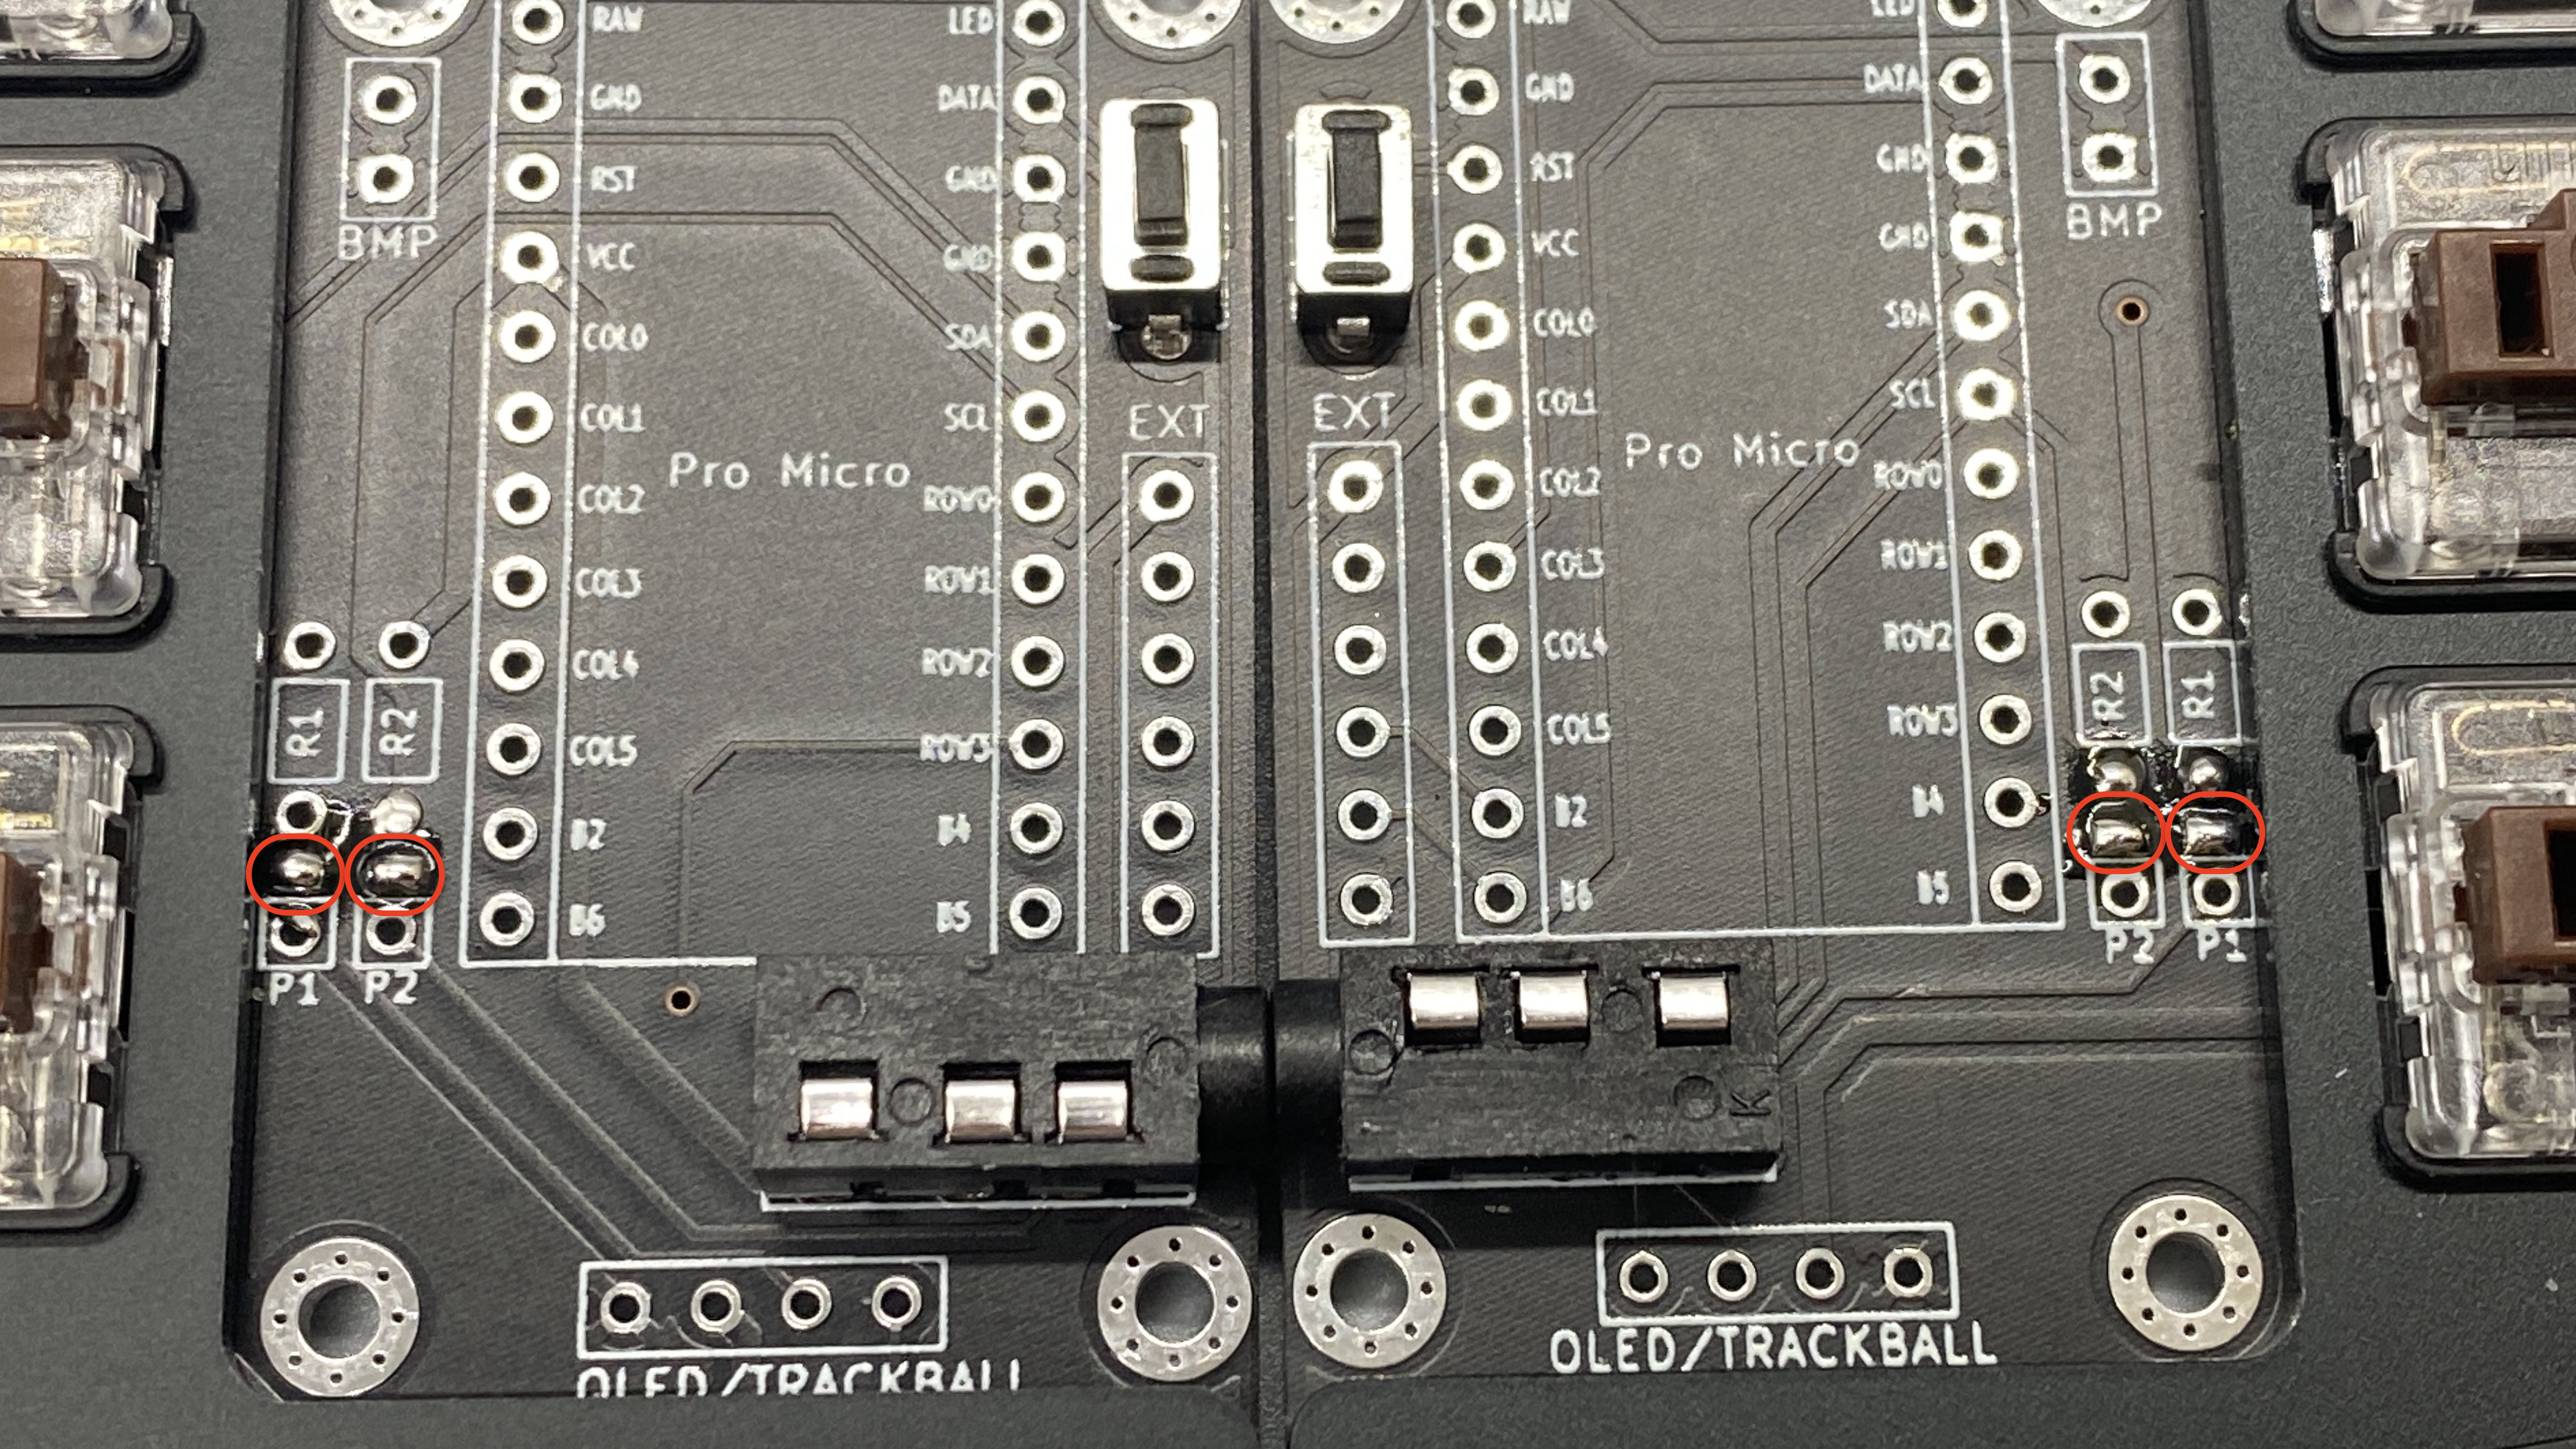 RAW
GND
RST
VCC
COL0
COL1
COL2
COL3
COL4
COL5
B2
B6
LED
DATA
GND
GND
SDA
SCL
ROW0
ROW1
ROW2
ROW3
B4
B5
BMP
Pro Micro
EXT
R1
R2
P1
P2
OLED/TRACKBALL
EXT
RAW
GND
RST
VCC
COL0
COL1
COL2
COL3
COL4
COL5
B2
B6
Pro Micro
LED
DATA
GND
GND
SDA
SCL
ROW0
ROW1
ROW2
ROW3
B4
B5
BMP
R2
R1
P2
P1
K
OLED/TRACKBALL